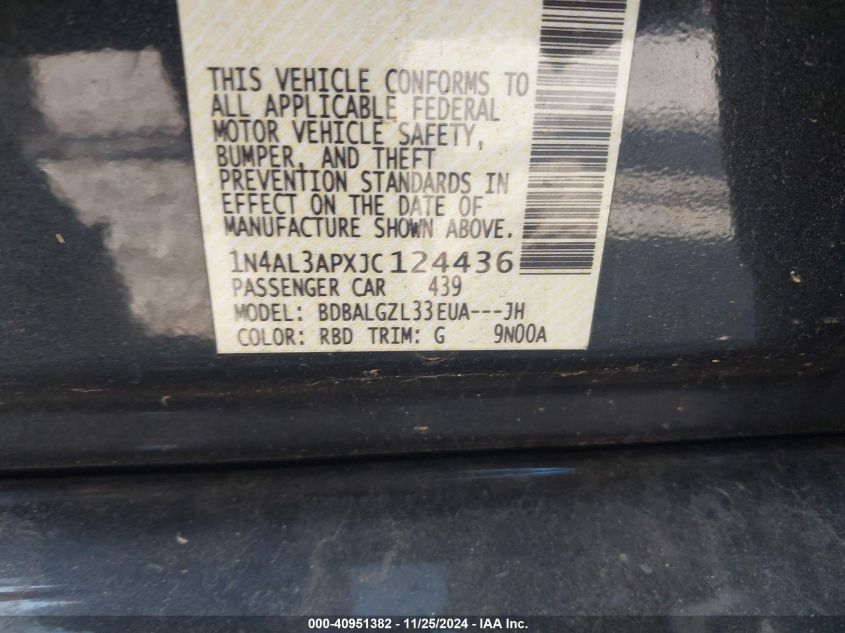 THIS VEHICLE CONFORMS TO
ALL APPLICABLE FEDERAL
MOTOR VEHICLE SAFETY,
BUMPER, AND THEFT
PREVENTION STANDARDS IN
EFFECT ON THE DATE OF
MANUFACTURE SHOWN ABOVE.
1N4AL3APXJC124436
PASSENGER CAR 439
MODEL: BDBALGZL33EUA---JH
COLOR: RBD TRIM: G 9N00A
000-40951382 - 11/25/2024 - IAA Inc.